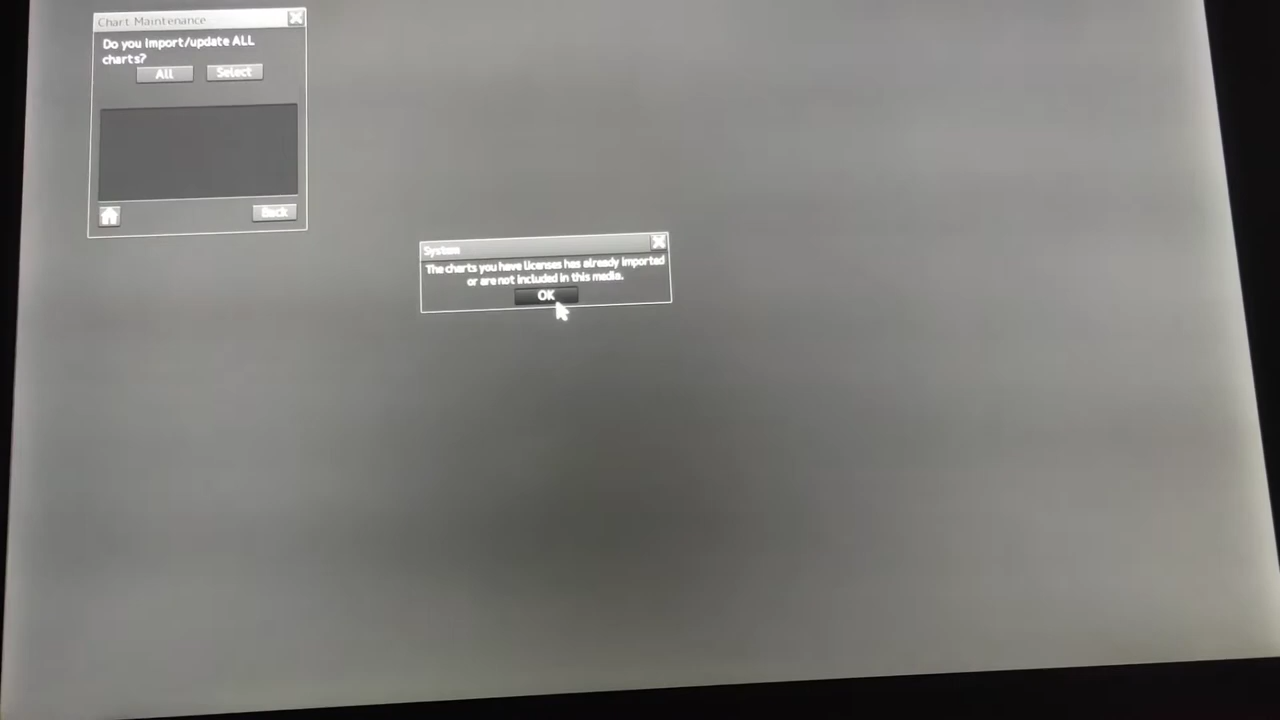 Chart Maintenance
Do you Import/update ALL
charts?
All Select
Back
System
The charts you have licenses has already imported
or are not included in this media.
OK